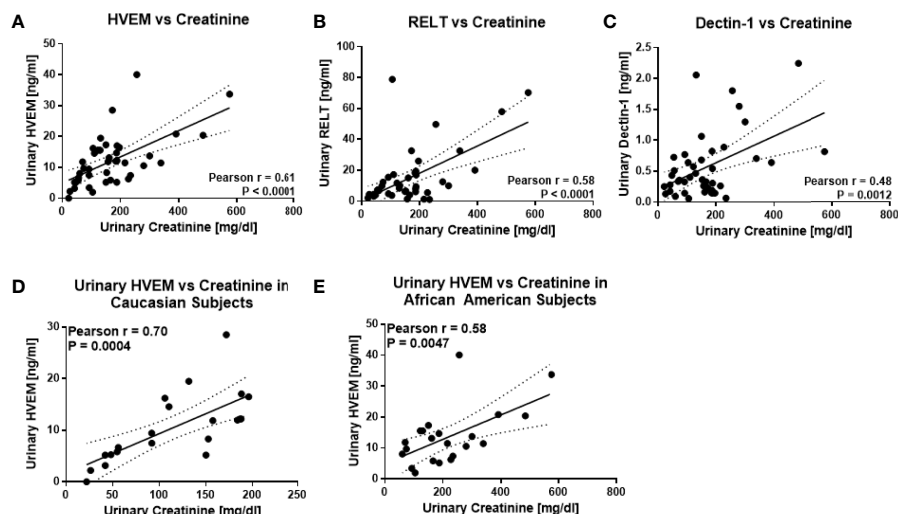 A
HVEM vs Creatinine
50
40
30
20
10
0
Urinary HVEM [ng/ml]
Pearson r = 0.61
P < 0.0001
0 200 400 600 800
Urinary Creatinine [mg/dl]
B
RELT vs Creatinine
100
80
60
40
20
0
Urinary RELT [ng/ml]
Pearson r = 0.58
P < 0.0001
0 200 400 600 800
Urinary Creatinine [mg/dl]
C
Dectin-1 vs Creatinine
2.5
2.0
1.5
1.0
0.5
0.0
Urinary Dectin-1 [ng/ml]
Pearson r = 0.48
P = 0.0012
0 200 400 600 800
Urinary Creatinine [mg/dl]
D
Urinary HVEM vs Creatinine in
Caucasian Subjects
Pearson r = 0.70
P = 0.0004
30
20
10
0
Urinary HVEM [ng/ml]
0 50 100 150 200 250
Urinary Creatinine [mg/dl]
E
Urinary HVEM vs Creatinine in
African American Subjects
Pearson r = 0.58
P = 0.0047
50
40
30
20
10
0
Urinary HVEM [ng/ml]
0 200 400 600 800
Urinary Creatinine [mg/dl]